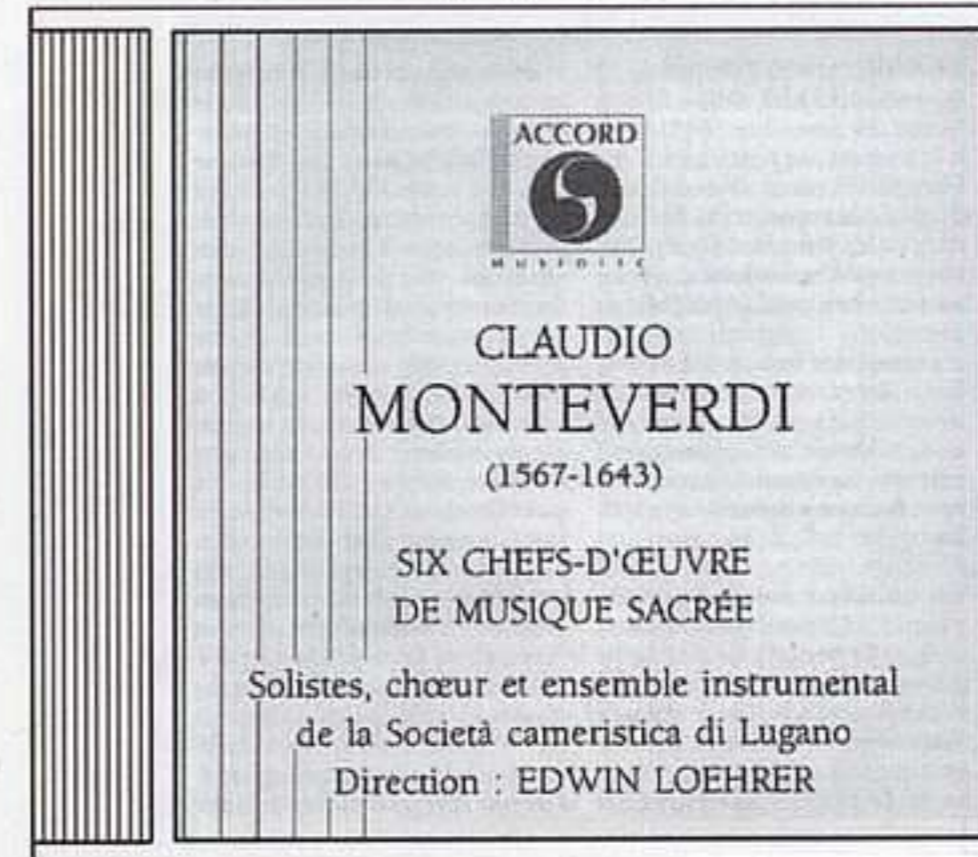 ACCORD
MUSIDISC
CLAUDIO
MONTEVERDI
(1567-1643)
SIX CHEFS-D'ŒUVRE
DE MUSIQUE SACRÉE
Solistes, chœur et ensemble instrumental
de la Società cameristica di Lugano
Direction : EDWIN LOEHRER